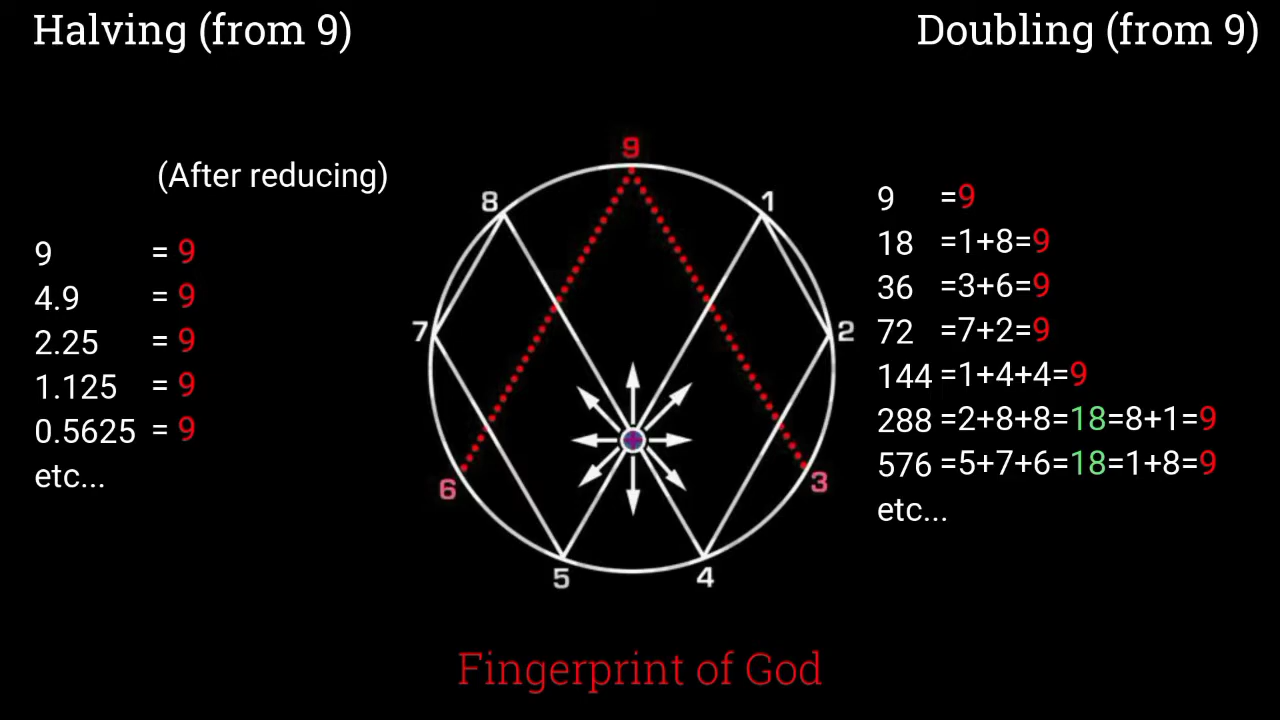 Halving (from 9)
Doubling (from 9)
(After reducing)
9 = 9
4.9 = 9
2.25 = 9
1.125 = 9
0.5625 = 9
etc...
9
8
1
7
2
6
3
5
4
9 =9
18 =1+8=9
36 =3+6=9
72 =7+2=9
144 =1+4+4=9
288 =2+8+8=18=8+1=9
576 =5+7+6=18=1+8=9
etc...
Fingerprint of God